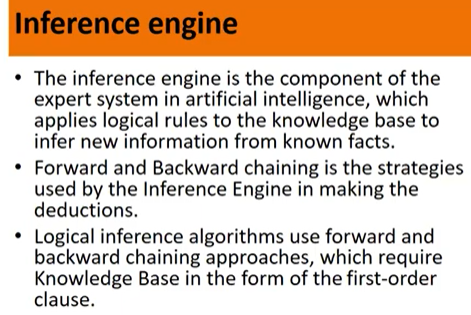 Inference engine
• The inference engine is the component of the
expert system in artificial intelligence, which
applies logical rules to the knowledge base to
infer new information from known facts.
• Forward and Backward chaining is the strategies
used by the Inference Engine in making the
deductions.
• Logical inference algorithms use forward and
backward chaining approaches, which require
Knowledge Base in the form of the first-order
clause.